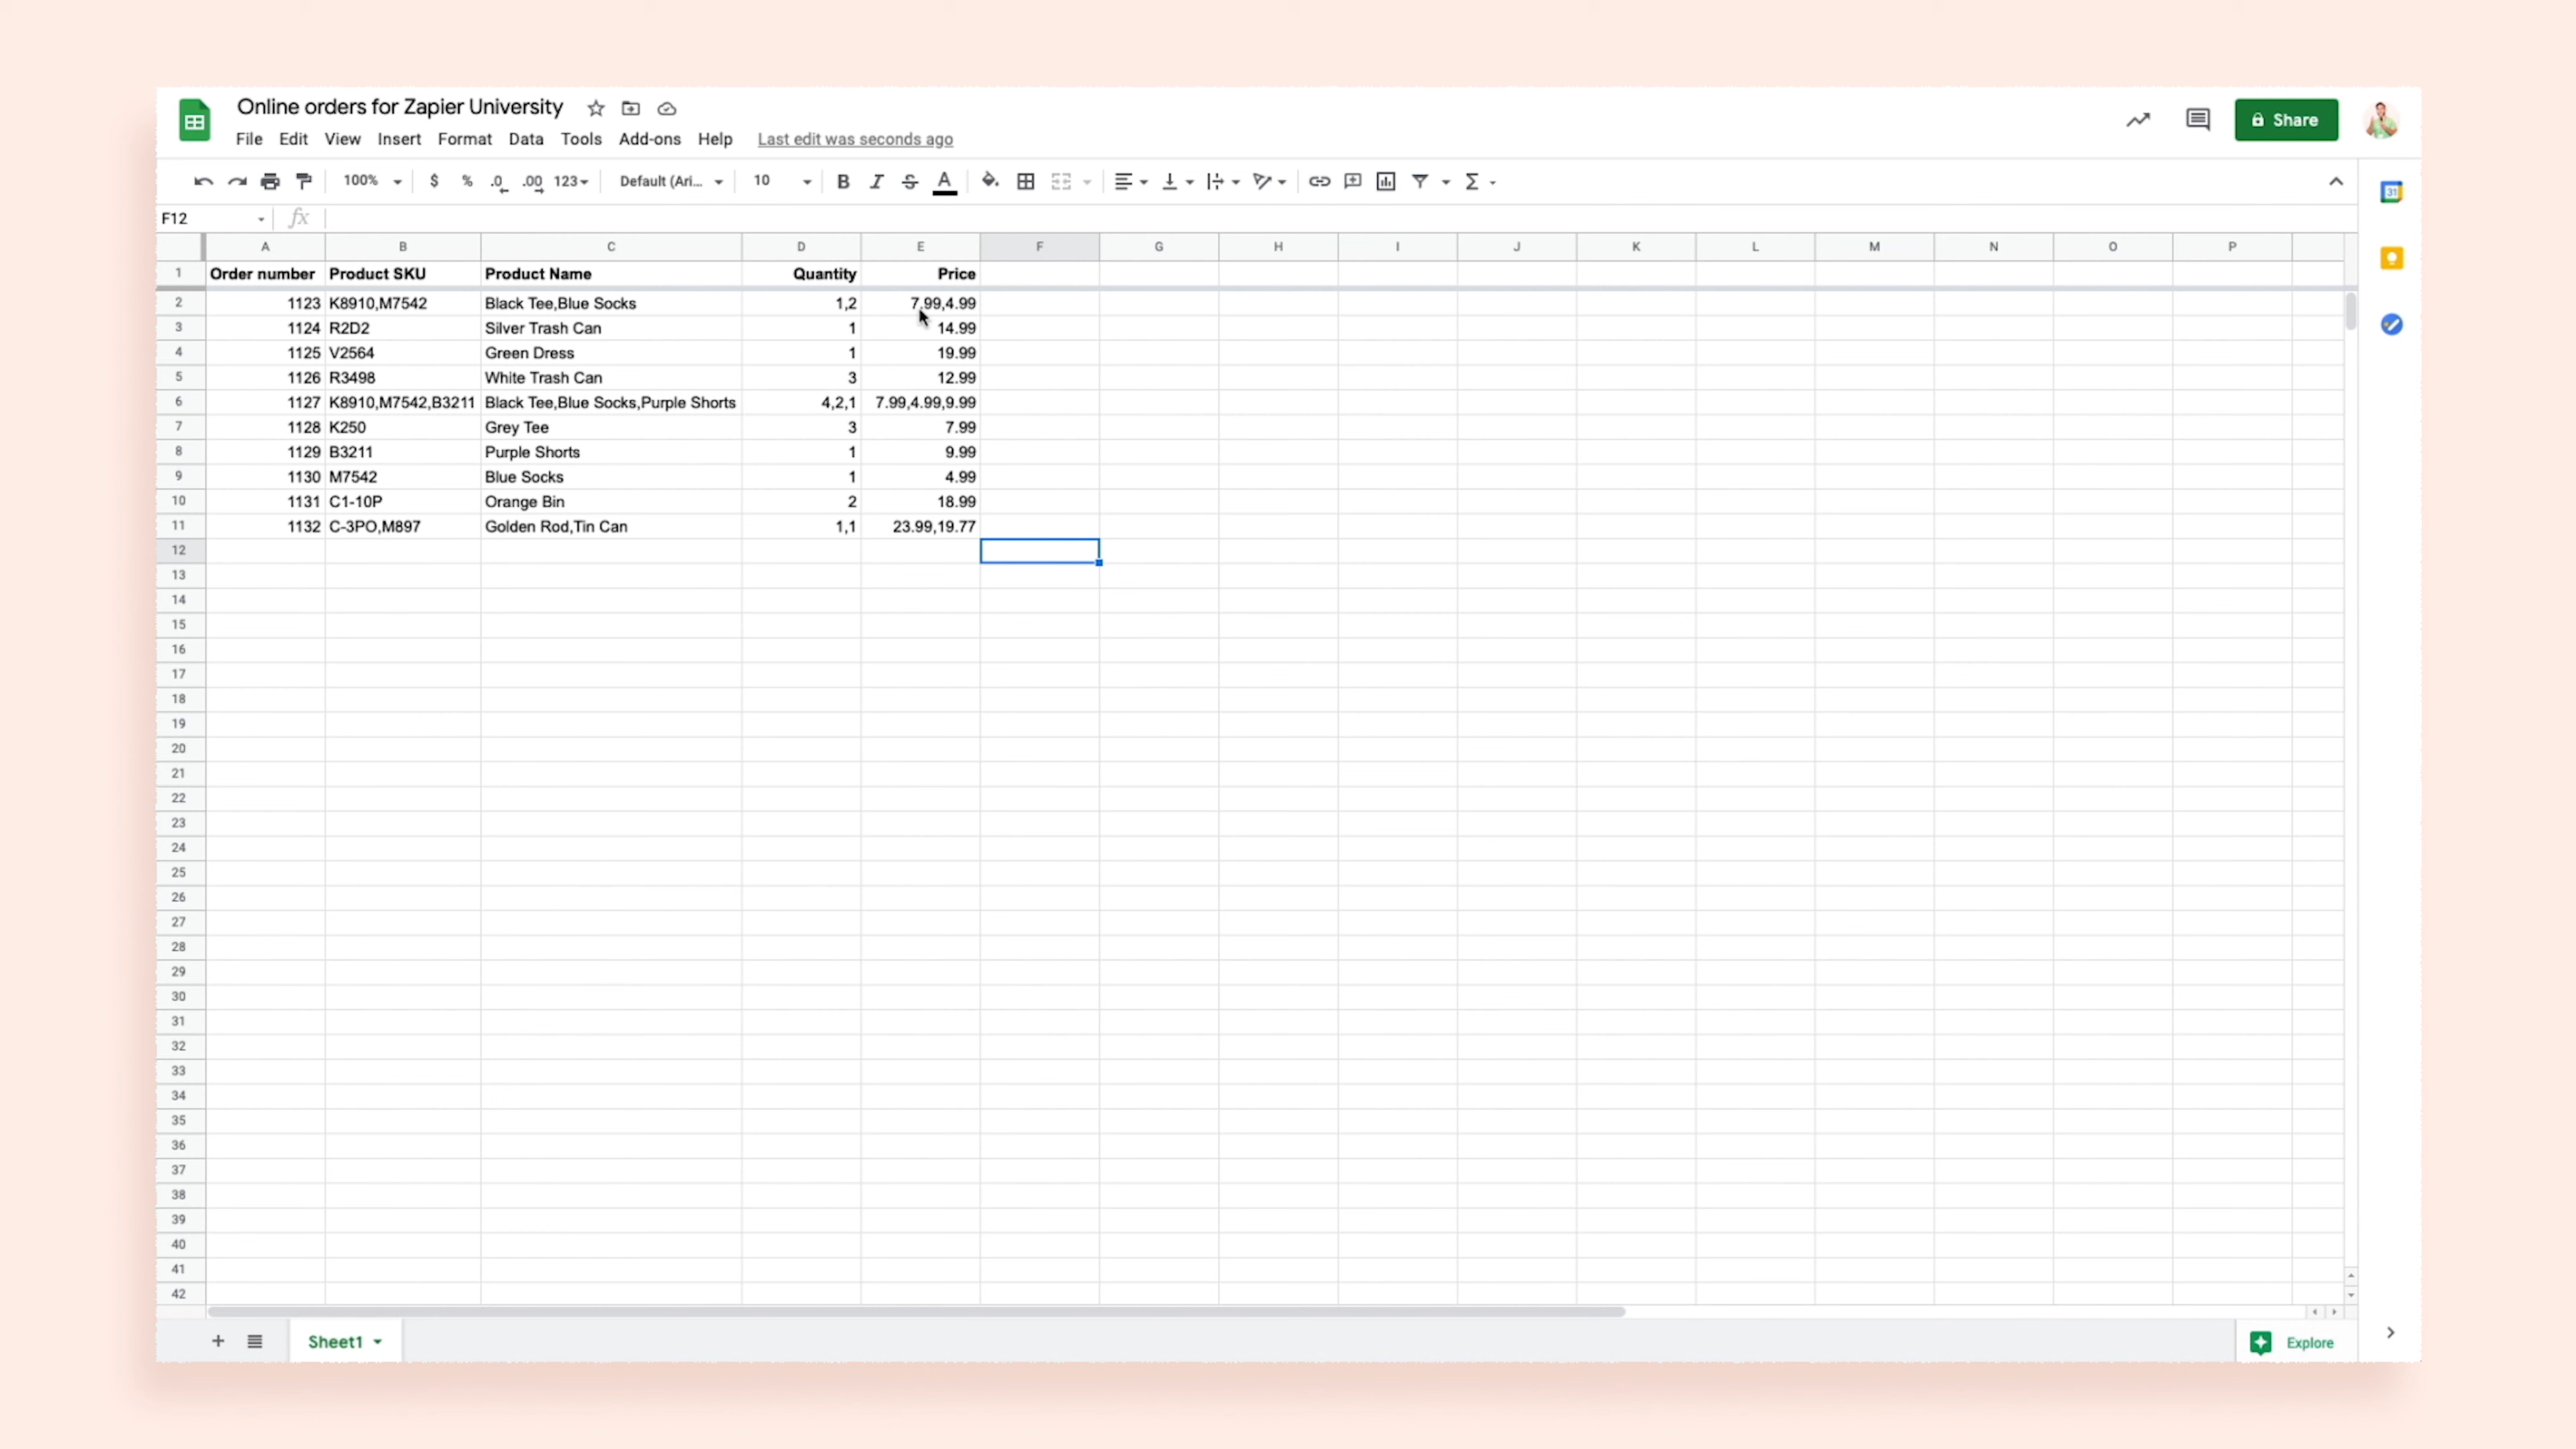 Online orders for Zapier University
File Edit View Insert Format Data Tools Add-ons Help Last edit was seconds ago
Share
100% $ % .0 .00 123 Default (Ari... 10 B I S A Σ
31
F12 fx
A B C D E F G H I J K L M N O P
1 Order number Product SKU Product Name Quantity Price
2 1123 K8910,M7542 Black Tee,Blue Socks 1,2 7.99,4.99
3 1124 R2D2 Silver Trash Can 1 14.99
4 1125 V2564 Green Dress 1 19.99
5 1126 R3498 White Trash Can 3 12.99
6 1127 K8910,M7542,B3211 Black Tee,Blue Socks,Purple Shorts 4,2,1 7.99,4.99,9.99
7 1128 K250 Grey Tee 3 7.99
8 1129 B3211 Purple Shorts 1 9.99
9 1130 M7542 Blue Socks 1 4.99
10 1131 C1-10P Orange Bin 2 18.99
11 1132 C-3PO,M897 Golden Rod,Tin Can 1,1 23.99,19.77
12
13
14
15
16
17
18
19
20
21
22
23
24
25
26
27
28
29
30
31
32
33
34
35
36
37
38
39
40
41
42
+ Sheet1 Explore